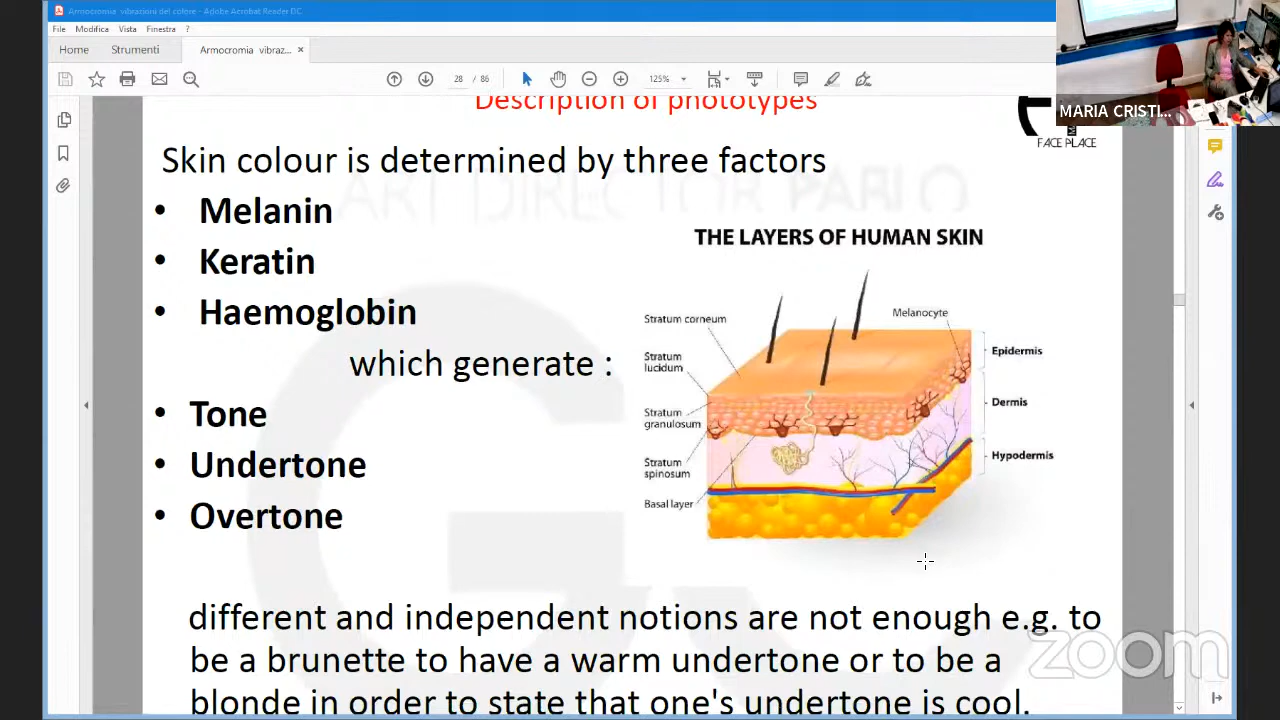 Armocromia vibrazioni del colore - Adobe Acrobat Reader DC
File Modifica Vista Finestra ?
Home Strumenti Armocromia vibraz... ×
28 / 86 125%
MARIA CRISTI...
Description of phototypes
FACE PLACE
Skin colour is determined by three factors
ART DIRECTOR PABLO
• Melanin
• Keratin
• Haemoglobin
which generate :
• Tone
• Undertone
• Overtone
THE LAYERS OF HUMAN SKIN
Stratum corneum
Melanocyte
Stratum
lucidum
Epidermis
Stratum
granulosum
Dermis
Stratum
spinosum
Hypodermis
Basal layer
different and independent notions are not enough e.g. to
be a brunette to have a warm undertone or to be a
blonde in order to state that one's undertone is cool.
zoom